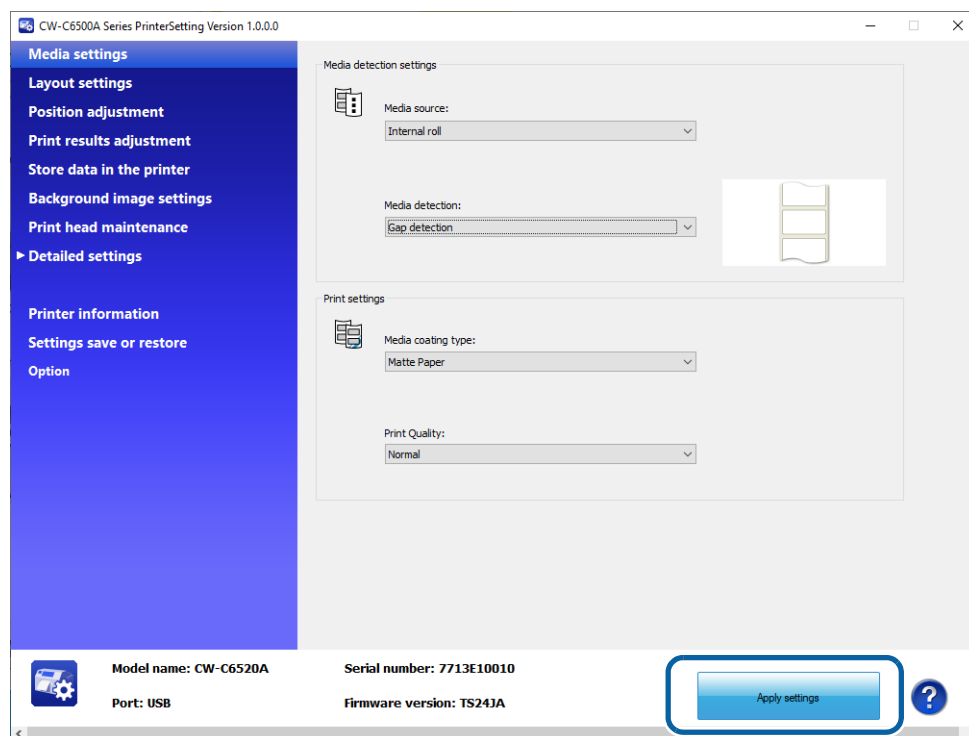 CW-C6500A Series PrinterSetting Version 1.0.0.0
Media settings
Layout settings
Position adjustment
Print results adjustment
Store data in the printer
Background image settings
Print head maintenance
Detailed settings
Printer information
Settings save or restore
Option
Media detection settings
Media source:
Internal roll
Media detection:
Gap detection
Print settings
Media coating type:
Matte Paper
Print Quality:
Normal
Model name: CW-C6520A
Serial number: 7713E10010
Port: USB
Firmware version: TS24JA
Apply settings
?